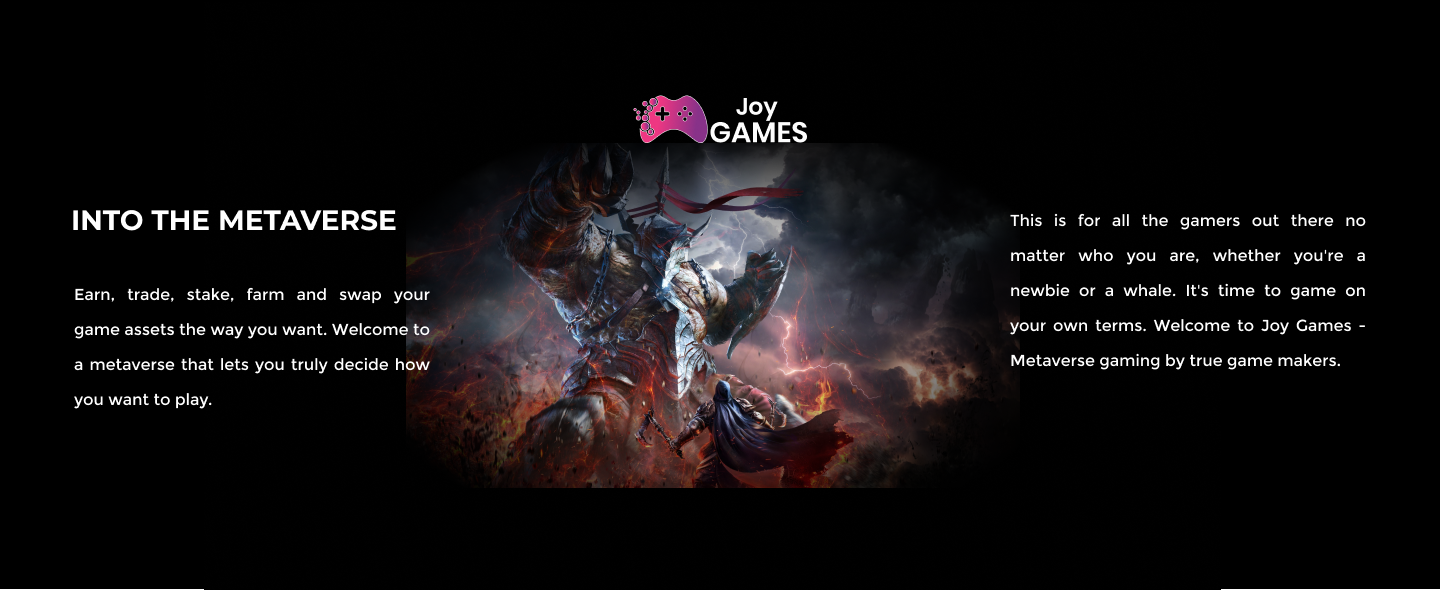 Joy
GAMES
INTO THE METAVERSE
Earn, trade, stake, farm and swap your
game assets the way you want. Welcome to
a metaverse that lets you truly decide how
you want to play.
This is for all the gamers out there no
matter who you are, whether you're a
newbie or a whale. It's time to game on
your own terms. Welcome to Joy Games -
Metaverse gaming by true game makers.